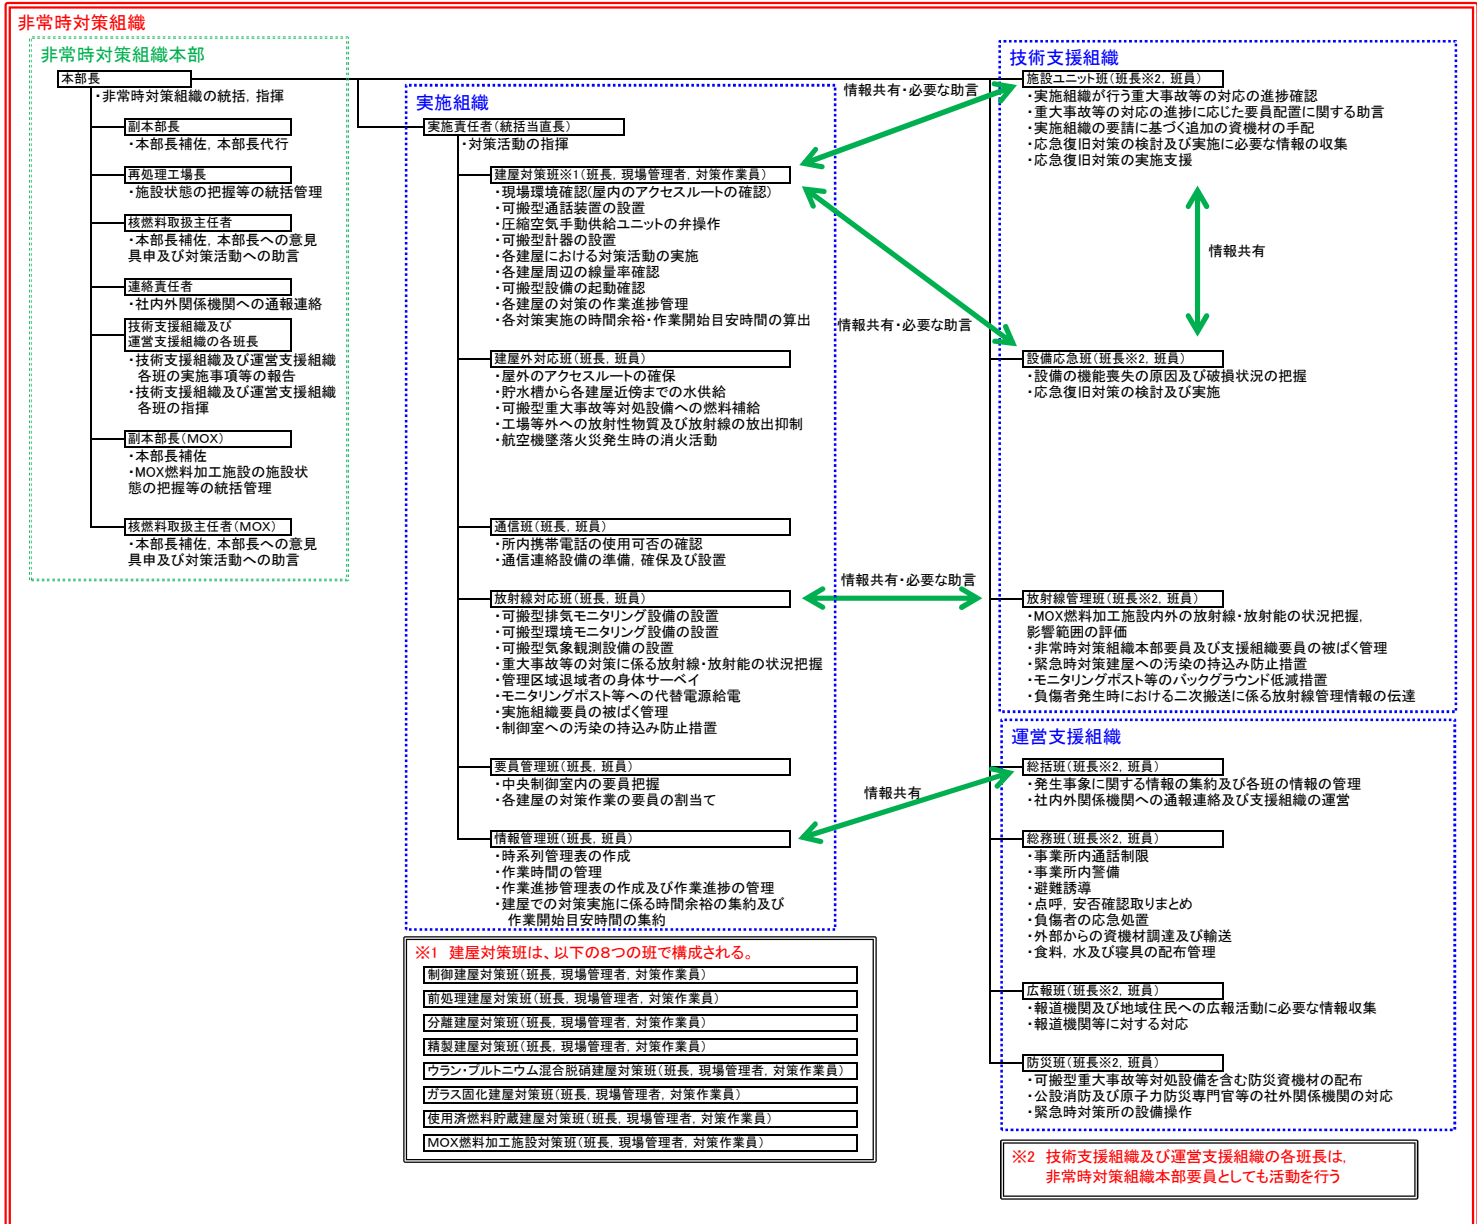 非常時対策組織
非常時対策組織本部
本部長
・非常時対策組織の統括，指揮
副本部長
・本部長補佐，本部長代行
再処理工場長
・施設状態の把握等の統括管理
核燃料取扱主任者
・本部長補佐，本部長への意見
具申及び対策活動への助言
連絡責任者
・社内外関係機関への通報連絡
技術支援組織及び
運営支援組織の各班長
・技術支援組織及び運営支援組織
各班の実施事項等の報告
・技術支援組織及び運営支援組織
各班の指揮
副本部長（MOX）
・本部長補佐
・MOX燃料加工施設の施設状
態の把握等の統括管理
核燃料取扱主任者（MOX）
・本部長補佐，本部長への意見
具申及び対策活動への助言
実施組織
実施責任者（統括当直長）
・対策活動の指揮
建屋対策班※1（班長，現場管理者，対策作業員）
・現場環境確認（屋内のアクセスルートの確認）
・可搬型通話装置の設置
・圧縮空気手動供給ユニットの弁操作
・可搬型計器の設置
・各建屋における対策活動の実施
・各建屋周辺の線量率確認
・可搬型設備の起動確認
・各建屋の対策の作業進捗管理
・各対策実施の時間余裕・作業開始目安時間の算出
建屋外対応班（班長，班員）
・屋外のアクセスルートの確保
・貯水槽から各建屋近傍までの水供給
・可搬型重大事故等対処設備への燃料補給
・工場等外への放射性物質及び放射線の放出抑制
・航空機墜落火災発生時の消火活動
通信班（班長，班員）
・所内携帯電話の使用可否の確認
・通信連絡設備の準備，確保及び設置
放射線対応班（班長，班員）
・可搬型排気モニタリング設備の設置
・可搬型環境モニタリング設備の設置
・可搬型気象観測設備の設置
・重大事故等の対策に係る放射線・放射能の状況把握
・管理区域退域者の身体サーベイ
・モニタリングポスト等への代替電源給電
・実施組織要員の被ばく管理
・制御室への汚染の持込み防止措置
要員管理班（班長，班員）
・中央制御室内の要員把握
・各建屋の対策作業の要員の割当て
情報管理班（班長，班員）
・時系列管理表の作成
・作業時間の管理
・作業進捗管理表の作成及び作業進捗の管理
・建屋での対策実施に係る時間余裕の集約及び
作業開始目安時間の集約
※1　建屋対策班は、以下の8つの班で構成される。
制御建屋対策班（班長，現場管理者，対策作業員）
前処理建屋対策班（班長，現場管理者，対策作業員）
分離建屋対策班（班長，現場管理者，対策作業員）
精製建屋対策班（班長，現場管理者，対策作業員）
ウラン・プルトニウム混合脱硝建屋対策班（班長，現場管理者，対策作業員）
ガラス固化建屋対策班（班長，現場管理者，対策作業員）
使用済燃料貯蔵建屋対策班（班長，現場管理者，対策作業員）
MOX燃料加工施設対策班（班長，現場管理者，対策作業員）
情報共有・必要な助言
情報共有・必要な助言
情報共有・必要な助言
情報共有
技術支援組織
施設ユニット班（班長※2，班員）
・実施組織が行う重大事故等の対応の進捗確認
・重大事故等の対応の進捗に応じた要員配置に関する助言
・実施組織の要請に基づく追加の資機材の手配
・応急復旧対策の検討及び実施に必要な情報の収集
・応急復旧対策の実施支援
情報共有
設備応急班（班長※2，班員）
・設備の機能喪失の原因及び破損状況の把握
・応急復旧対策の検討及び実施
放射線管理班（班長※2，班員）
・MOX燃料加工施設内外の放射線・放射能の状況把握，
影響範囲の評価
・非常時対策組織本部要員及び支援組織要員の被ばく管理
・緊急時対策建屋への汚染の持込み防止措置
・モニタリングポスト等のバックグラウンド低減措置
・負傷者発生時における二次搬送に係る放射線管理情報の伝達
運営支援組織
総括班（班長※2，班員）
・発生事象に関する情報の集約及び各班の情報の管理
・社内外関係機関への通報連絡及び支援組織の運営
総務班（班長※2，班員）
・事業所内通話制限
・事業所内警備
・避難誘導
・点呼，安否確認取りまとめ
・負傷者の応急処置
・外部からの資機材調達及び輸送
・食料，水及び寝具の配布管理
広報班（班長※2，班員）
・報道機関及び地域住民への広報活動に必要な情報収集
・報道機関等に対する対応
防災班（班長※2，班員）
・可搬型重大事故等対処設備を含む防災資機材の配布
・公設消防及び原子力防災専門官等の社外関係機関の対応
・緊急時対策所の設備操作
※2　技術支援組織及び運営支援組織の各班長は，
非常時対策組織本部要員としても活動を行う